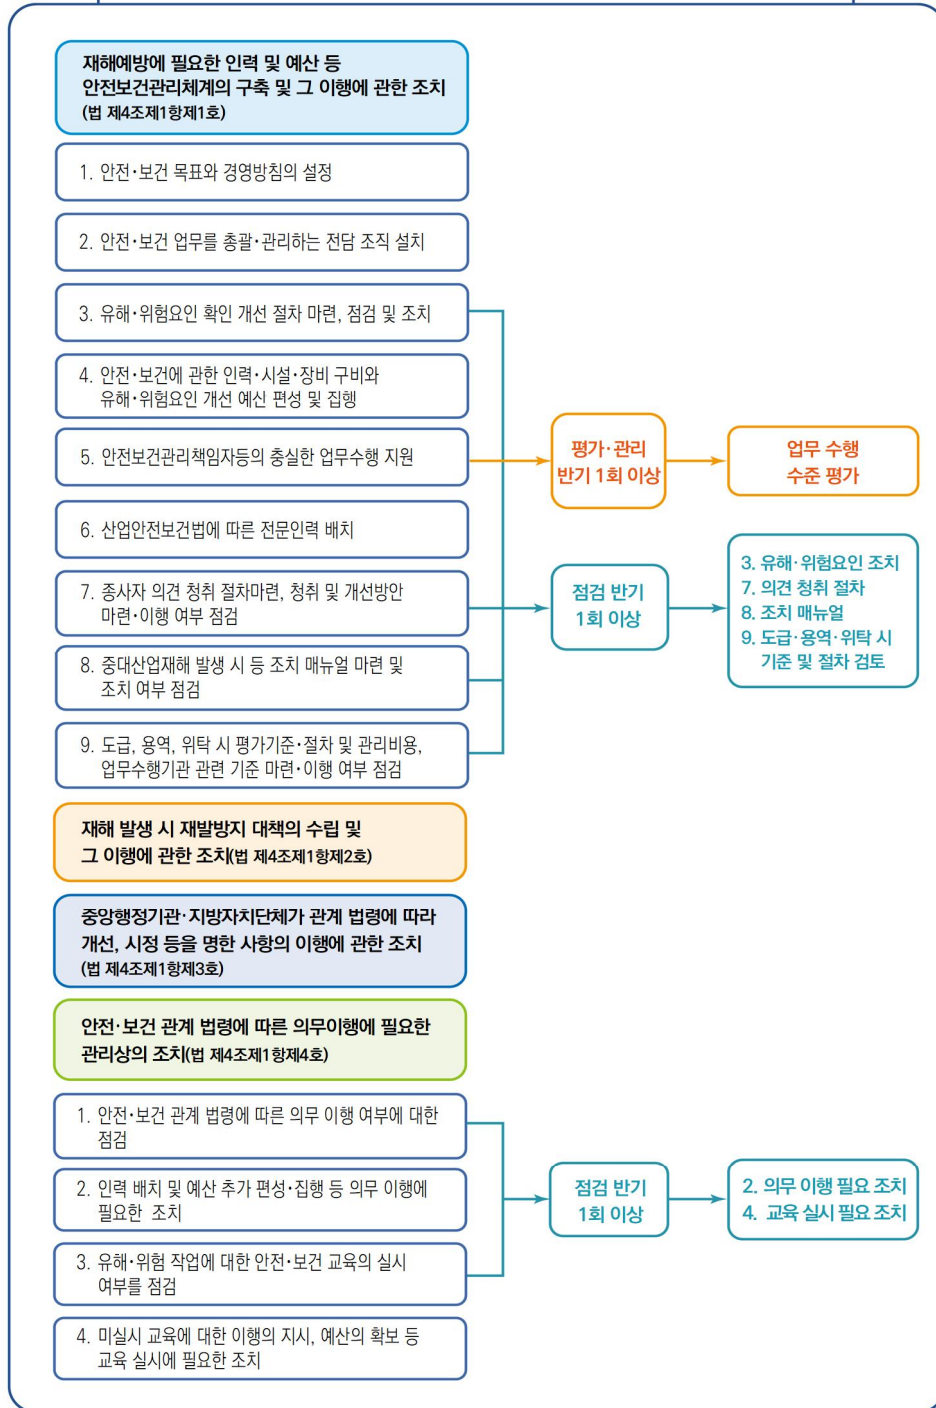 재해예방에 필요한 인력 및 예산 등
안전보건관리체계의 구축 및 그 이행에 관한 조치
(법 제4조제1항제1호)
1. 안전·보건 목표와 경영방침의 설정
2. 안전·보건 업무를 총괄·관리하는 전담 조직 설치
3. 유해·위험요인 확인 개선 절차 마련, 점검 및 조치
4. 안전·보건에 관한 인력·시설·장비 구비와
유해·위험요인 개선 예산 편성 및 집행
5. 안전보건관리책임자등의 충실한 업무수행 지원
평가·관리
반기 1회 이상
업무 수행
수준 평가
6. 산업안전보건법에 따른 전문인력 배치
7. 종사자 의견 청취 절차마련, 청취 및 개선방안
마련·이행 여부 점검
점검 반기
1회 이상
3. 유해·위험요인 조치
7. 의견 청취 절차
8. 조치 매뉴얼
9. 도급·용역·위탁 시
기준 및 절차 검토
8. 중대산업재해 발생 시 등 조치 매뉴얼 마련 및
조치 여부 점검
9. 도급, 용역, 위탁 시 평가기준·절차 및 관리비용,
업무수행기관 관련 기준 마련·이행 여부 점검
재해 발생 시 재발방지 대책의 수립 및
그 이행에 관한 조치(법 제4조제1항제2호)
중앙행정기관·지방자치단체가 관계 법령에 따라
개선, 시정 등을 명한 사항의 이행에 관한 조치
(법 제4조제1항제3호)
안전·보건 관계 법령에 따른 의무이행에 필요한
관리상의 조치(법 제4조제1항제4호)
1. 안전·보건 관계 법령에 따른 의무 이행 여부에 대한
점검
2. 인력 배치 및 예산 추가 편성·집행 등 의무 이행에
필요한 조치
점검 반기
1회 이상
2. 의무 이행 필요 조치
4. 교육 실시 필요 조치
3. 유해·위험 작업에 대한 안전·보건 교육의 실시
여부를 점검
4. 미실시 교육에 대한 이행의 지시, 예산의 확보 등
교육 실시에 필요한 조치